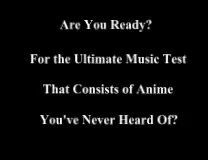 Are You Ready?
For the Ultimate Music Test
That Consists of Anime
You've Never Heard Of?